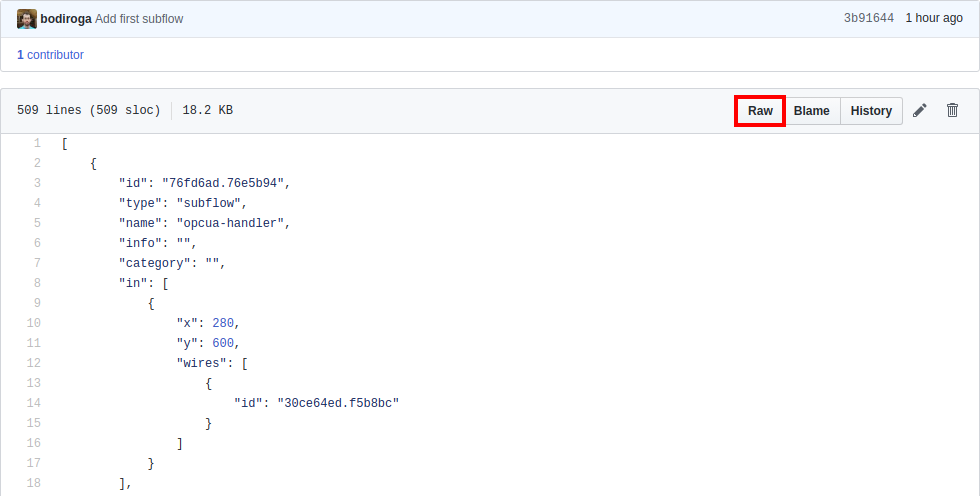 bodiroga Add first subflow 3b91644 1 hour ago
1 contributor
509 lines (509 sloc) 18.2 KB Raw Blame History
1 [
2     {
3         "id": "76fd6ad.76e5b94",
4         "type": "subflow",
5         "name": "opcua-handler",
6         "info": "",
7         "category": "",
8         "in": [
9             {
10                 "x": 280,
11                 "y": 600,
12                 "wires": [
13                     {
14                         "id": "30ce64ed.f5b8bc"
15                     }
16                 ]
17             }
18         ],